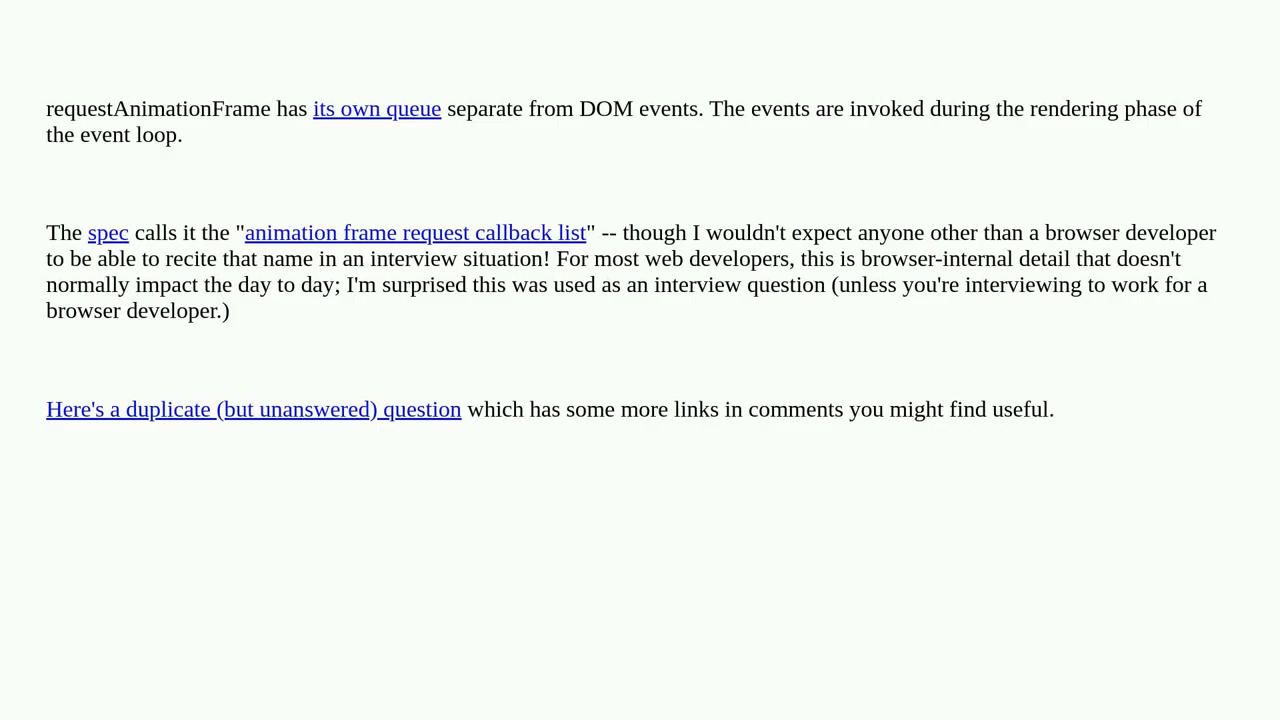 requestAnimationFrame has its own queue separate from DOM events. The events are invoked during the rendering phase of
the event loop.
The spec calls it the "animation frame request callback list" -- though I wouldn't expect anyone other than a browser developer
to be able to recite that name in an interview situation! For most web developers, this is browser-internal detail that doesn't
normally impact the day to day; I'm surprised this was used as an interview question (unless you're interviewing to work for a
browser developer.)
Here's a duplicate (but unanswered) question which has some more links in comments you might find useful.